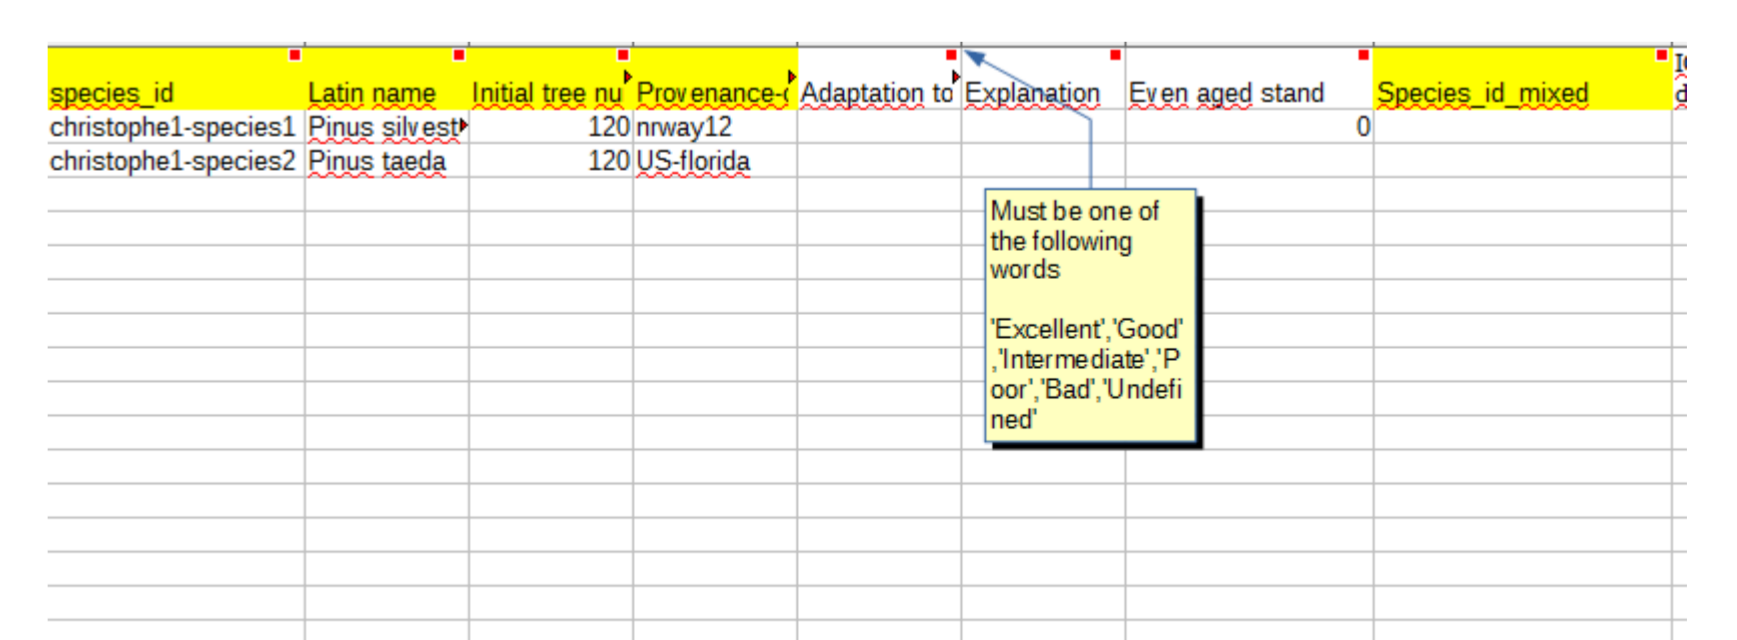 species_id Latin name Initial tree nu Provenance- Adaptation to Explanation Even aged stand Species_id_mixed
christophe1-species1 Pinus silvest 120 nrway12 0
christophe1-species2 Pinus taeda 120 US-florida
Must be one of
the following
words
'Excellent','Good'
,'Intermediate','P
oor','Bad','Undefi
ned'